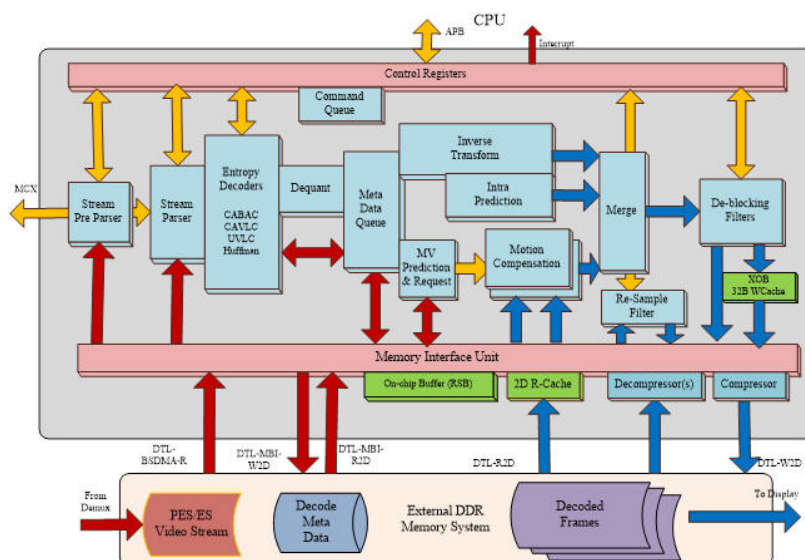 CPU
APB
Interrupt
Control Registers
Command
Queue
MCX
Stream
Pre Parser
Stream
Parser
Entropy
Decoders
CABAC
CAVLC
UVLC
Huffman
Dequant
Meta
Data
Queue
Inverse
Transform
Intra
Prediction
MV
Prediction
& Request
Motion
Compensation
Merge
Re-Sample
Filter
De-blocking
Filters
XOB
32B WCache
Memory Interface Unit
On-chip Buffer (RSB)
2D R-Cache
Decompressor(s)
Compressor
DTL-
BSDMA-R
DTL-MBI-
W2D
DTL-MBI-
R2D
DTL-R2D
DTL-W2D
From
Demux
PES/ES
Video Stream
Decode
Meta
Data
External DDR
Memory System
Decoded
Frames
To Display